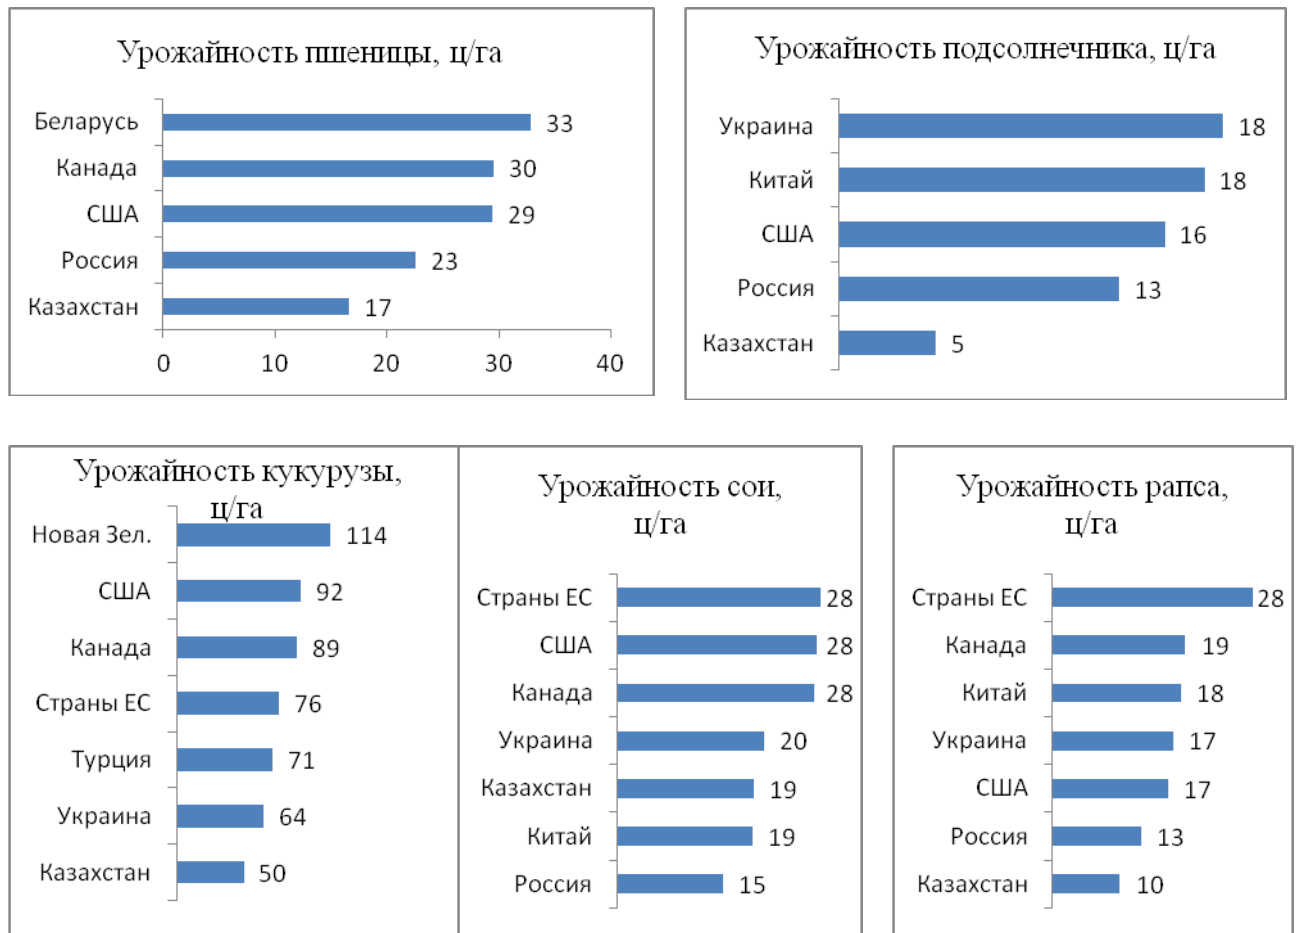 Урожайность пшеницы, ц/га
Беларусь 33
Канада 30
США 29
Россия 23
Казахстан 17
0 10 20 30 40
Урожайность подсолнечника, ц/га
Украина 18
Китай 18
США 16
Россия 13
Казахстан 5
Урожайность кукурузы,
ц/га
Новая Зел. 114
США 92
Канада 89
Страны ЕС 76
Турция 71
Украина 64
Казахстан 50
Урожайность сои,
ц/га
Страны ЕС 28
США 28
Канада 28
Украина 20
Казахстан 19
Китай 19
Россия 15
Урожайность рапса,
ц/га
Страны ЕС 28
Канада 19
Китай 18
Украина 17
США 17
Россия 13
Казахстан 10